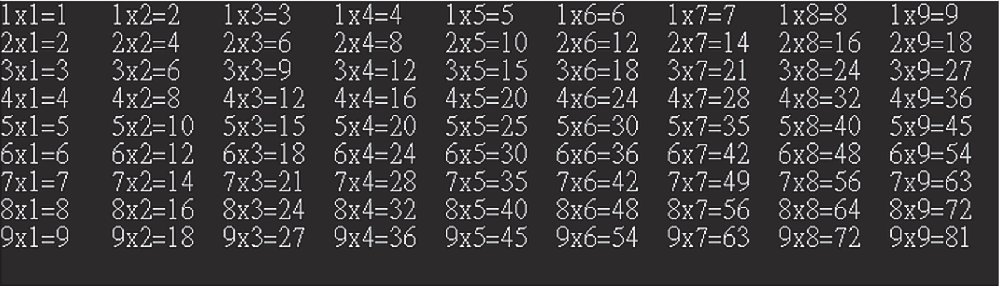 1x1=1 1x2=2 1x3=3 1x4=4 1x5=5 1x6=6 1x7=7 1x8=8 1x9=9
2x1=2 2x2=4 2x3=6 2x4=8 2x5=10 2x6=12 2x7=14 2x8=16 2x9=18
3x1=3 3x2=6 3x3=9 3x4=12 3x5=15 3x6=18 3x7=21 3x8=24 3x9=27
4x1=4 4x2=8 4x3=12 4x4=16 4x5=20 4x6=24 4x7=28 4x8=32 4x9=36
5x1=5 5x2=10 5x3=15 5x4=20 5x5=25 5x6=30 5x7=35 5x8=40 5x9=45
6x1=6 6x2=12 6x3=18 6x4=24 6x5=30 6x6=36 6x7=42 6x8=48 6x9=54
7x1=7 7x2=14 7x3=21 7x4=28 7x5=35 7x6=42 7x7=49 7x8=56 7x9=63
8x1=8 8x2=16 8x3=24 8x4=32 8x5=40 8x6=48 8x7=56 8x8=64 8x9=72
9x1=9 9x2=18 9x3=27 9x4=36 9x5=45 9x6=54 9x7=63 9x8=72 9x9=81